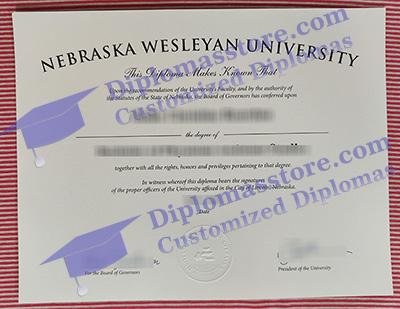 NEBRASKA WESLEYAN UNIVERSITY
This Diploma Makes Known That
Upon the recommendation of the University's Faculty, and by the authority of
the Statutes of the State of Nebraska, the Board of Governors has conferred upon
the degree of
together with all the rights, honors and privileges pertaining to that degree.
In witness whereof this diploma bears the signatures
of the proper officers of the University affixed in the City of Lincoln, Nebraska.
Date
For the Board of Governors
President of the University
Diplomasstore.com
Customized Diplomas
Diplomasstore.com
Customized Diplomas